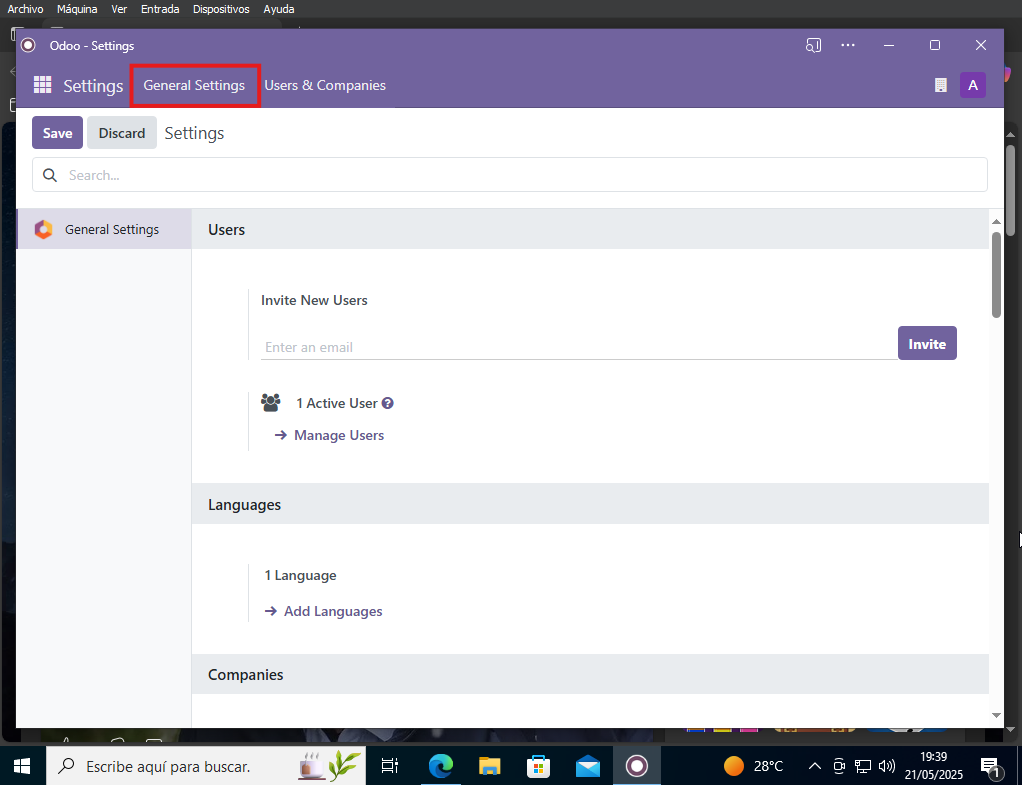 Archivo Máquina Ver Entrada Dispositivos Ayuda
Odoo - Settings
Settings General Settings Users & Companies A
Save Discard Settings
Search...
General Settings
Users
Invite New Users
Enter an email
Invite
1 Active User ?
Manage Users
Languages
1 Language
Add Languages
Companies
Escribe aquí para buscar.
28°C
19:39
21/05/2025
1